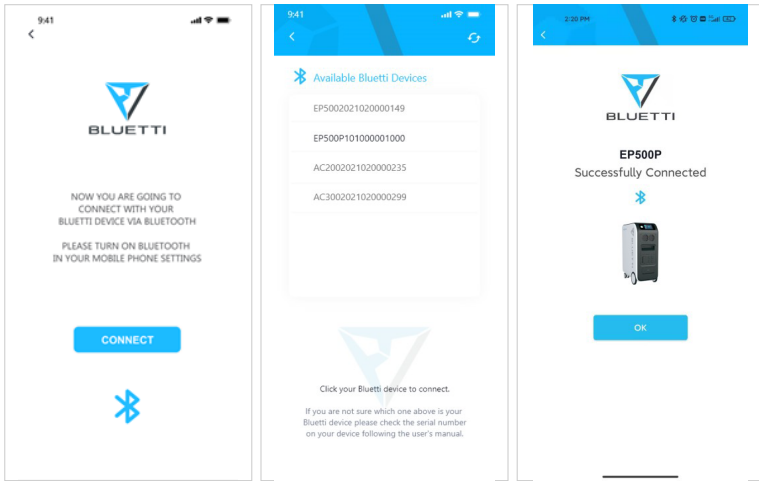 9:41
BLUETTI
NOW YOU ARE GOING TO
CONNECT WITH YOUR
BLUETTI DEVICE VIA BLUETOOTH
PLEASE TURN ON BLUETOOTH
IN YOUR MOBILE PHONE SETTINGS
CONNECT
9:41
Available Bluetti Devices
EP5002021020000149
EP500P101000001000
AC2002021020000235
AC3002021020000299
Click your Bluetti device to connect.
If you are not sure which one above is your
Bluetti device please check the serial number
on your device following the user's manual.
2:20 PM
BLUETTI
EP500P
Successfully Connected
OK